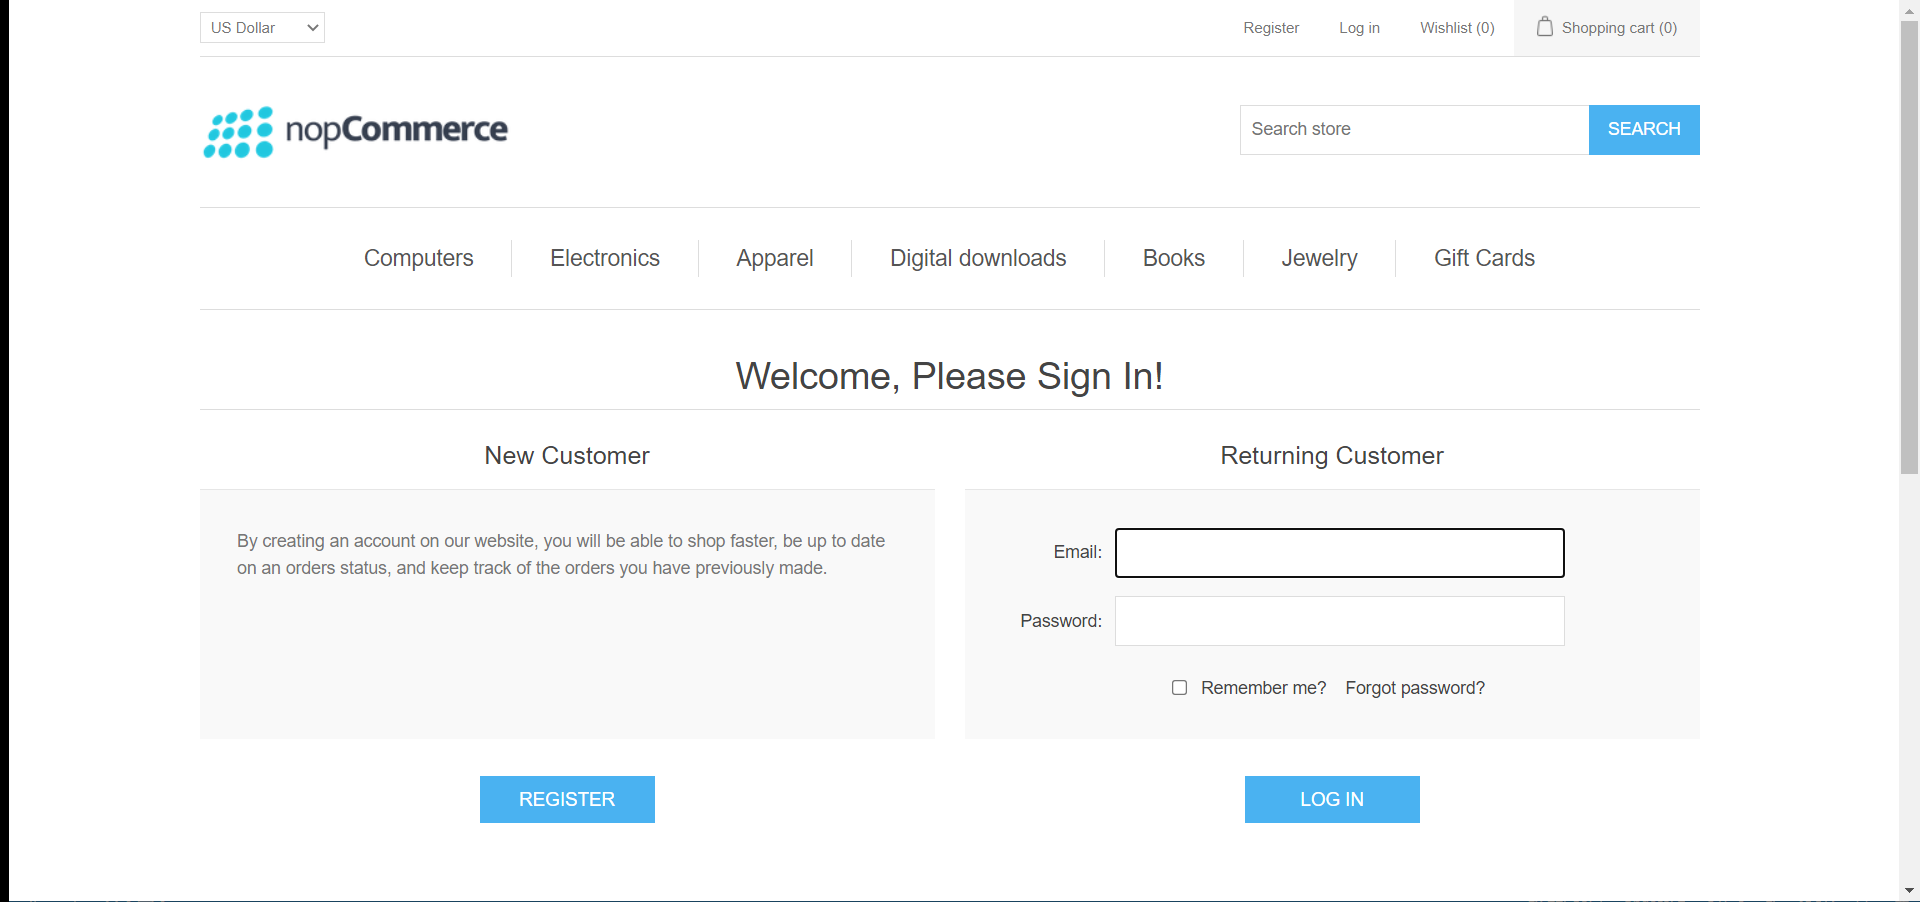 US Dollar
Register
Log in
Wishlist (0)
Shopping cart (0)
nopCommerce
Search store
SEARCH
Computers
Electronics
Apparel
Digital downloads
Books
Jewelry
Gift Cards
Welcome, Please Sign In!
New Customer
By creating an account on our website, you will be able to shop faster, be up to date
on an orders status, and keep track of the orders you have previously made.
REGISTER
Returning Customer
Email:
Password:
Remember me?
Forgot password?
LOG IN